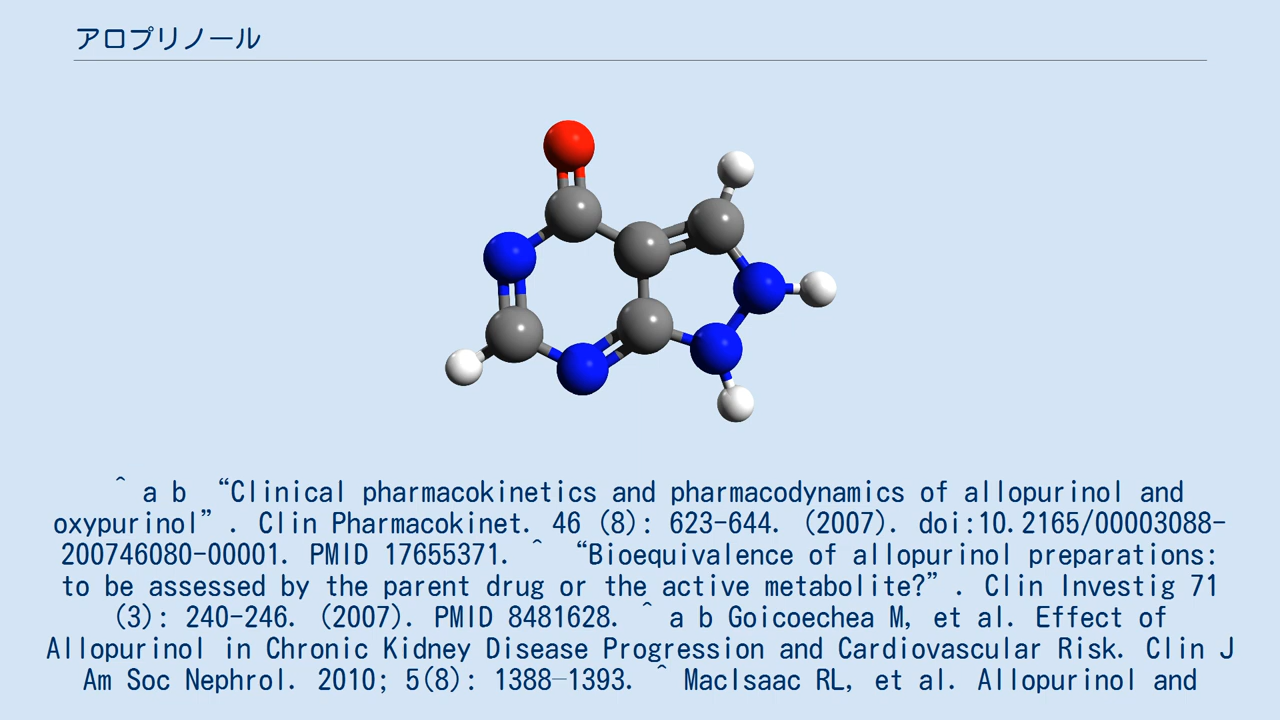 アロプリノール
^ a b “Clinical pharmacokinetics and pharmacodynamics of allopurinol and
oxypurinol” . Clin Pharmacokinet. 46 (8): 623-644. (2007). doi:10.2165/00003088-
200746080-00001. PMID 17655371. ^ “Bioequivalence of allopurinol preparations:
to be assessed by the parent drug or the active metabolite?” . Clin Investig 71
(3): 240-246. (2007). PMID 8481628. ^ a b Goicoechea M, et al. Effect of
Allopurinol in Chronic Kidney Disease Progression and Cardiovascular Risk. Clin J
Am Soc Nephrol. 2010; 5(8): 1388–1393. ^ MacIsaac RL, et al. Allopurinol and